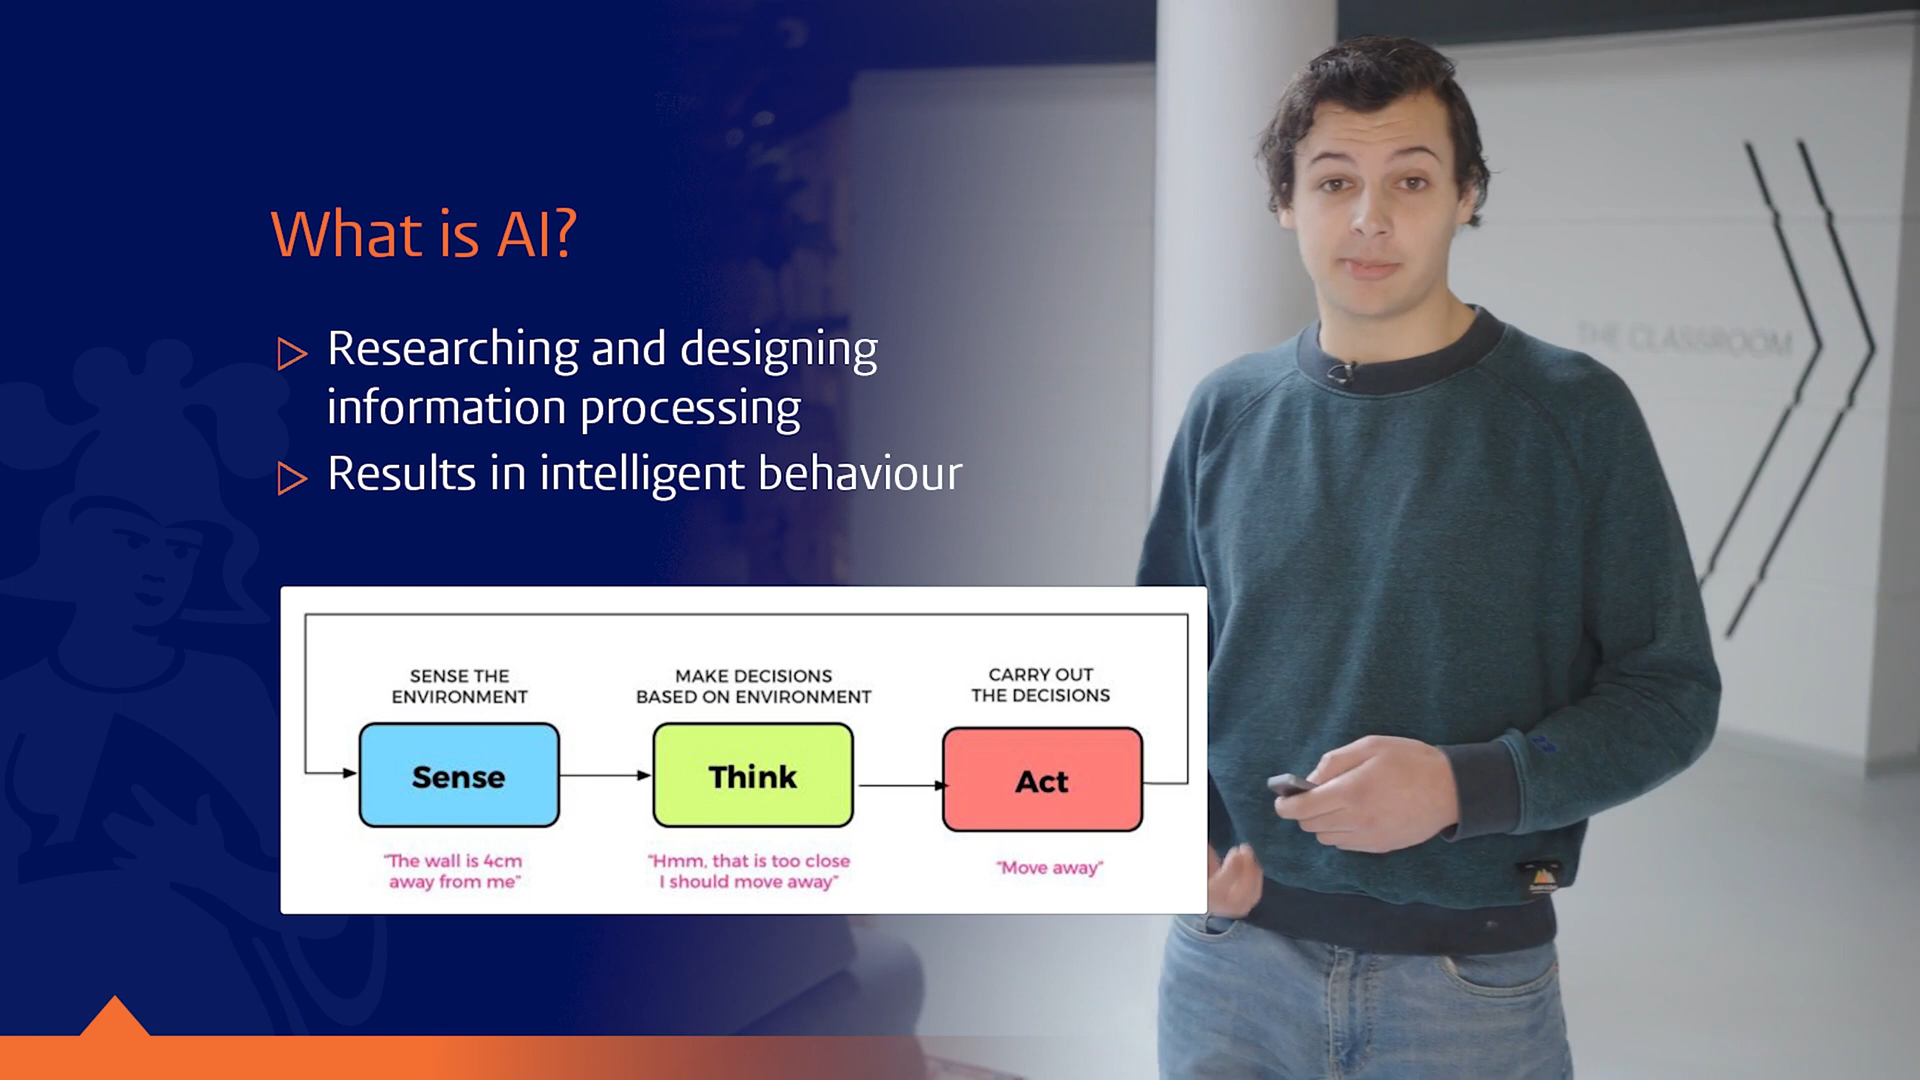 What is AI?
Researching and designing
information processing
Results in intelligent behaviour
THE CLASSROOM
SENSE THE
ENVIRONMENT
MAKE DECISIONS
BASED ON ENVIRONMENT
CARRY OUT
THE DECISIONS
Sense
Think
Act
"The wall is 4cm
away from me"
"Hmm, that is too close
I should move away"
"Move away"